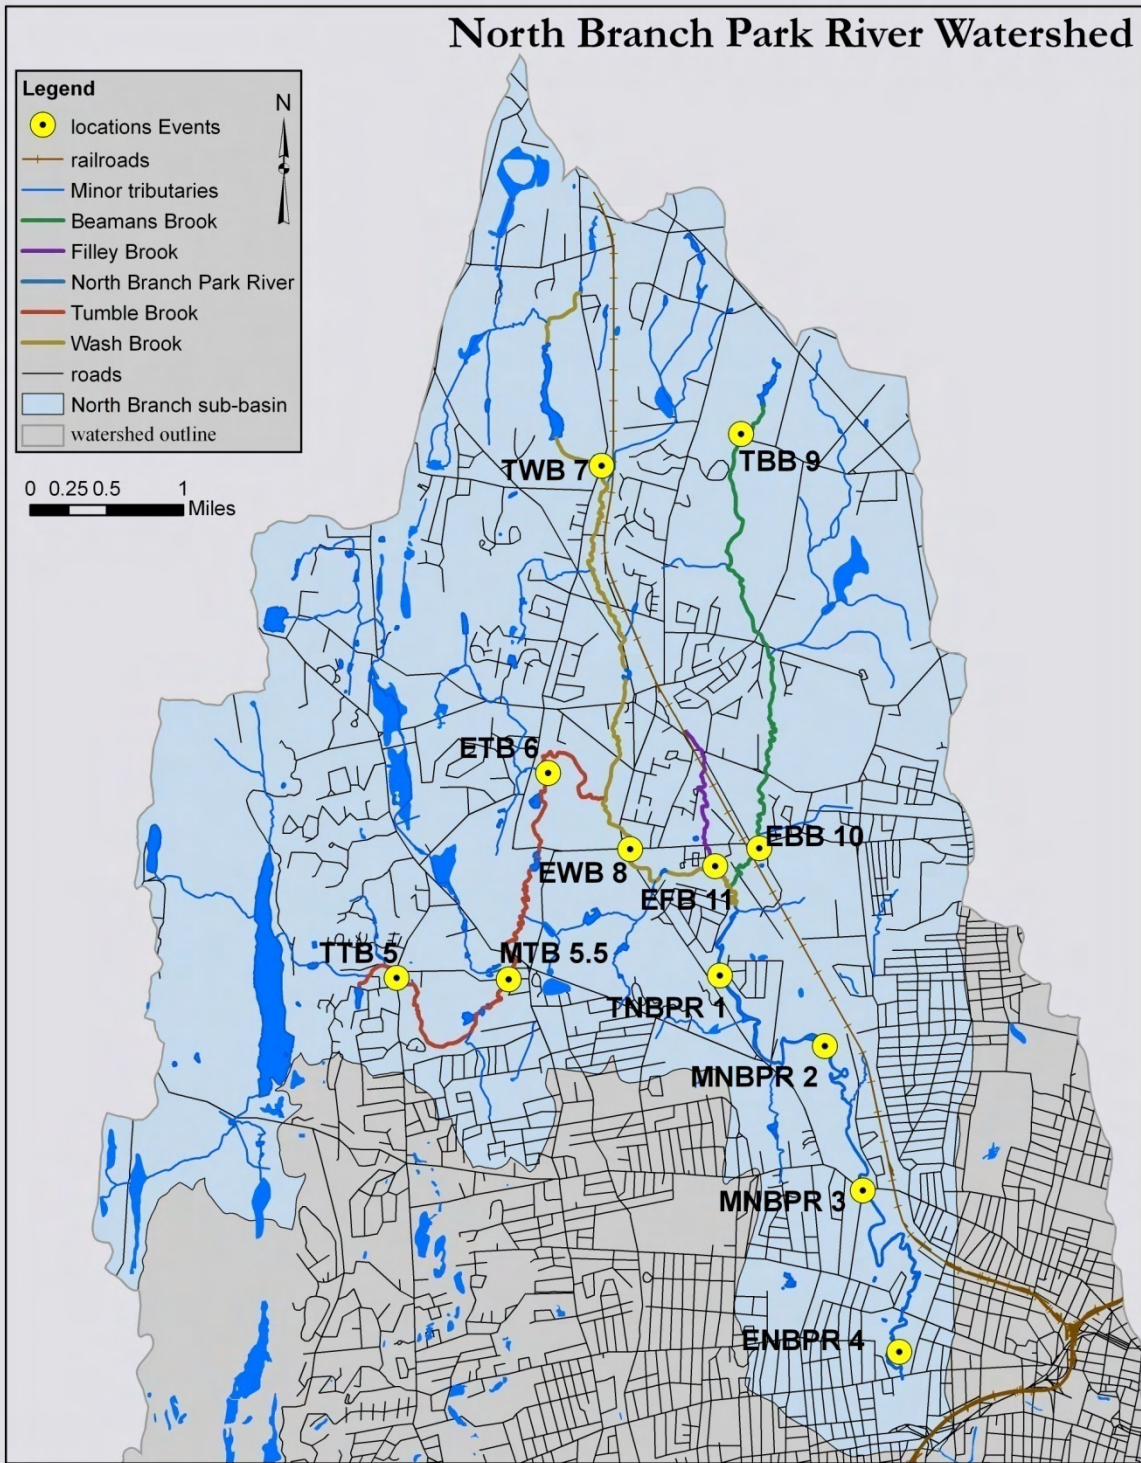 North Branch Park River Watershed
Legend
N
locations Events
railroads
Minor tributaries
Beamans Brook
Filley Brook
North Branch Park River
Tumble Brook
Wash Brook
roads
North Branch sub-basin
watershed outline
0 0.25 0.5 1
Miles
TWB 7
TBB 9
ETB 6
EBB 10
EWB 8
EFB 11
TTB 5
MTB 5.5
TNBPR 1
MNBPR 2
MNBPR 3
ENBPR 4